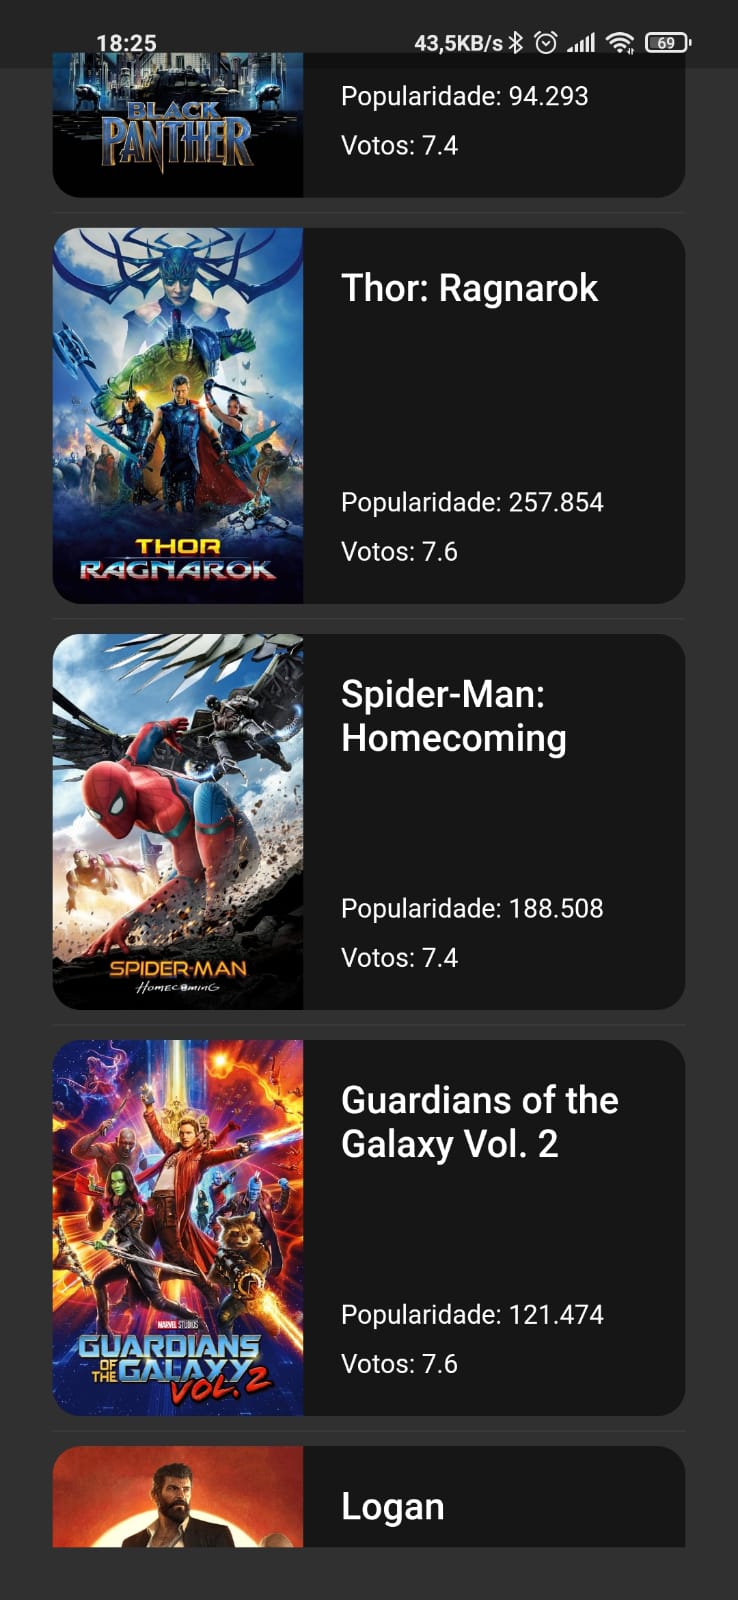 18:25 43,5KB/s 69
BLACK
PANTHER
Popularidade: 94.293
Votos: 7.4
Thor: Ragnarok
Popularidade: 257.854
Votos: 7.6
THOR
RAGNAROK
Spider-Man:
Homecoming
Popularidade: 188.508
Votos: 7.4
SPIDER-MAN
HOMECOMING
Guardians of the
Galaxy Vol. 2
Popularidade: 121.474
Votos: 7.6
MARVEL STUDIOS
GUARDIANS
OF THE GALAXY
VOL. 2
Logan